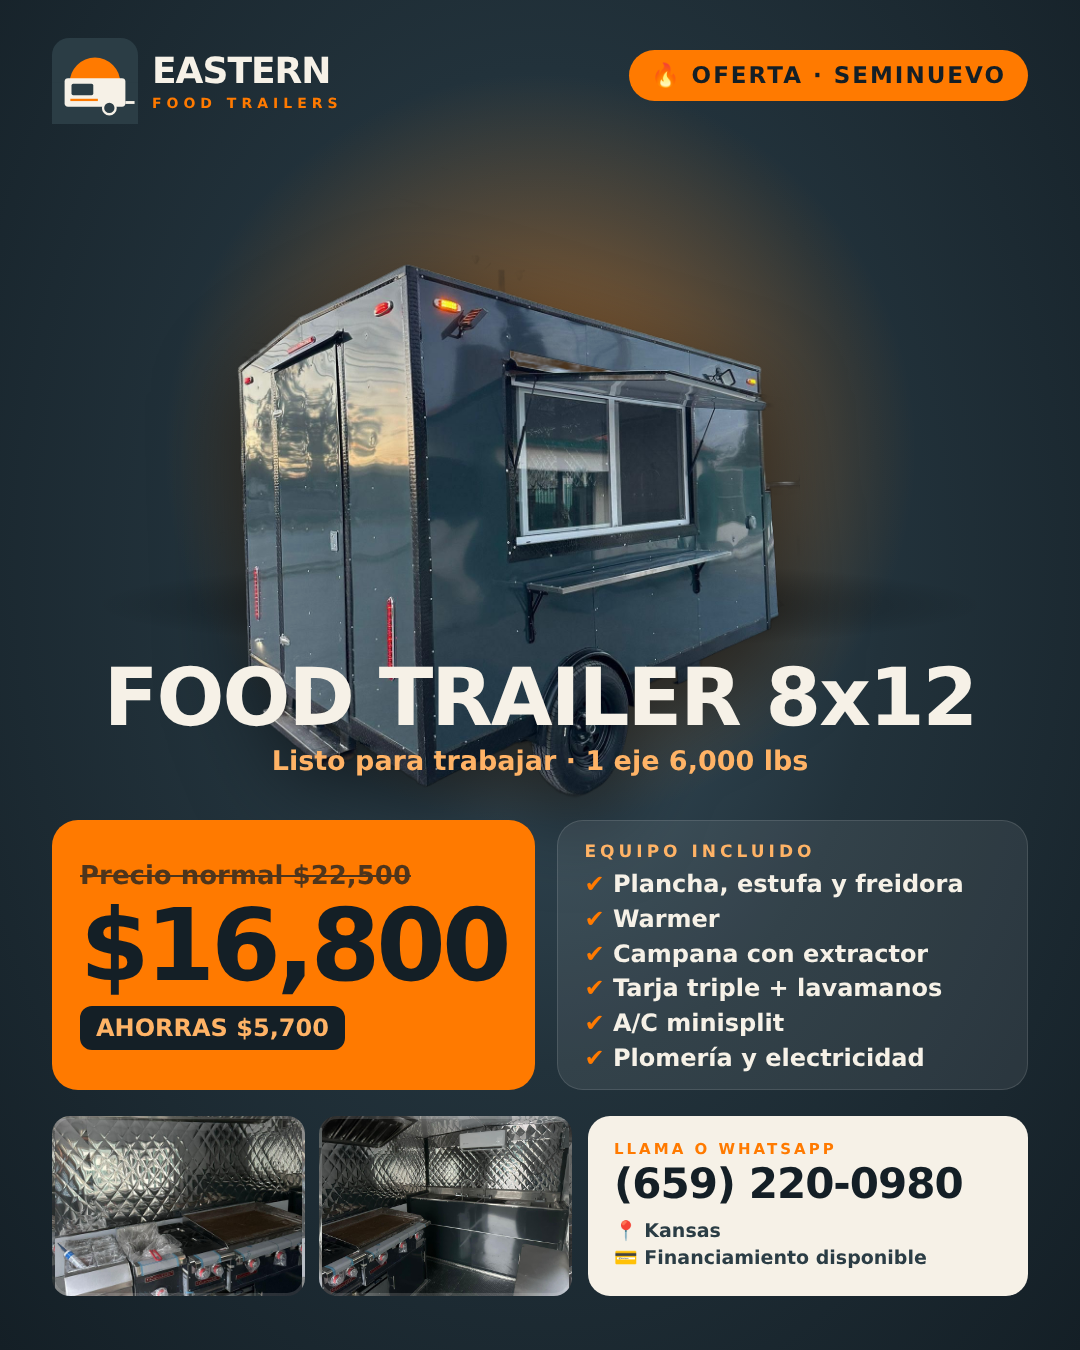 EASTERN
FOOD TRAILERS
🔥 OFERTA · SEMINUEVO
FOOD TRAILER 8x12
Listo para trabajar · 1 eje 6,000 lbs
Precio normal $22,500
$16,800
AHORRAS $5,700
EQUIPO INCLUIDO
✔ Plancha, estufa y freidora
✔ Warmer
✔ Campana con extractor
✔ Tarja triple + lavamanos
✔ A/C minisplit
✔ Plomería y electricidad
LLAMA O WHATSAPP
(659) 220-0980
📍 Kansas
💳 Financiamiento disponible